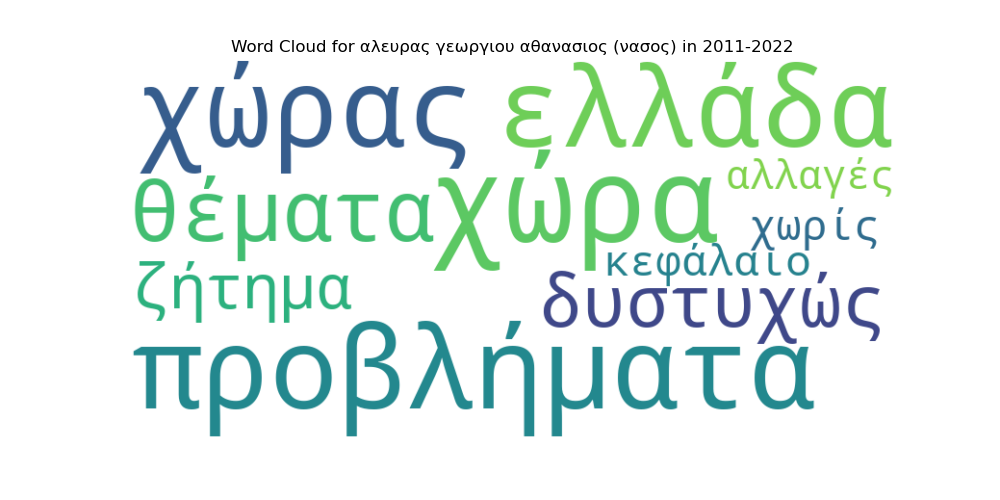 Word Cloud for αλευρας γεωργιου αθανασιος (νασος) in 2011-2022
χώρας ελλάδα
θέματα χώρα αλλαγές
χωρίς
κεφάλαιο
ζήτημα δυστυχώς
προβλήματα